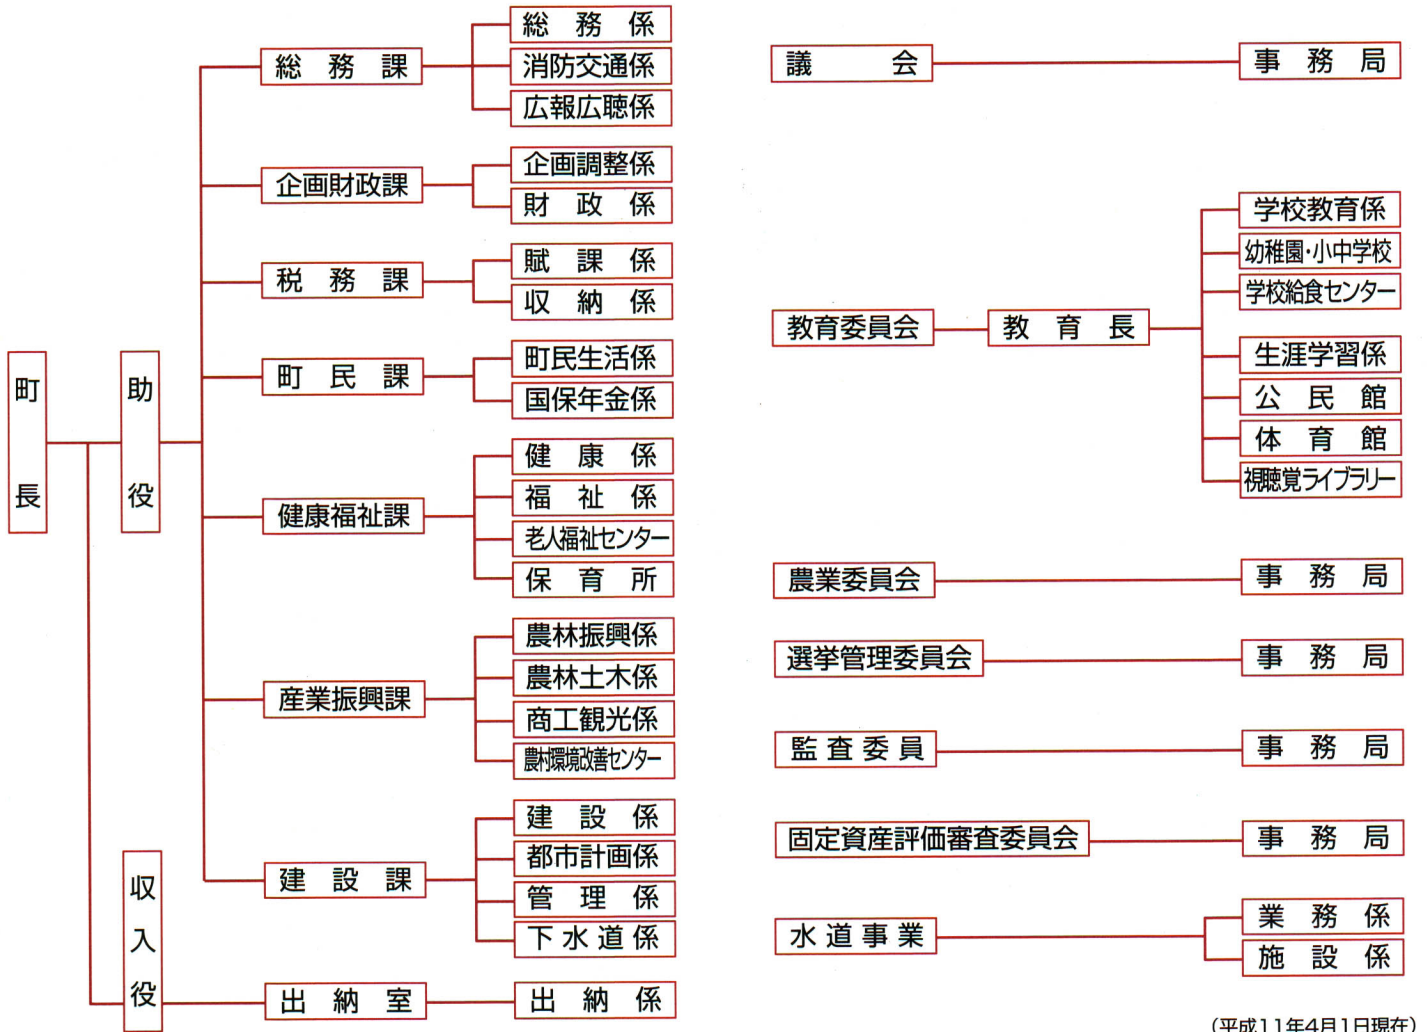 町長
助役
収入役
総務課
総務係
消防交通係
広報広聴係
企画財政課
企画調整係
財政係
税務課
賦課係
収納係
町民課
町民生活係
国保年金係
健康福祉課
健康係
福祉係
老人福祉センター
保育所
産業振興課
農林振興係
農林土木係
商工観光係
農村環境改善センター
建設課
建設係
都市計画係
管理係
下水道係
出納室
出納係
議会
事務局
教育委員会
教育長
学校教育係
幼稚園・小中学校
学校給食センター
生涯学習係
公民館
体育館
視聴覚ライブラリー
農業委員会
事務局
選挙管理委員会
事務局
監査委員
事務局
固定資産評価審査委員会
事務局
水道事業
業務係
施設係
(平成11年4月1日現在)